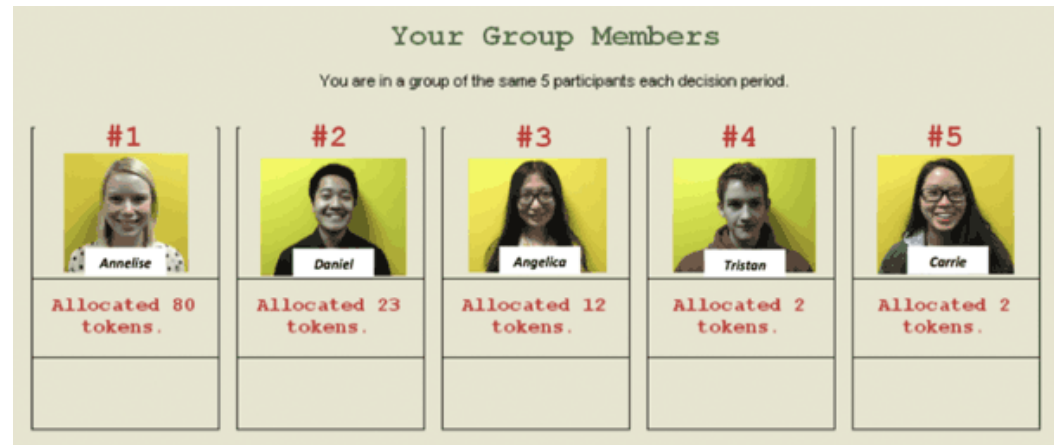 Your Group Members
You are in a group of the same 5 participants each decision period.
#1
Annelise
Allocated 80
tokens.
#2
Daniel
Allocated 23
tokens.
#3
Angelica
Allocated 12
tokens.
#4
Tristan
Allocated 2
tokens.
#5
Carrie
Allocated 2
tokens.